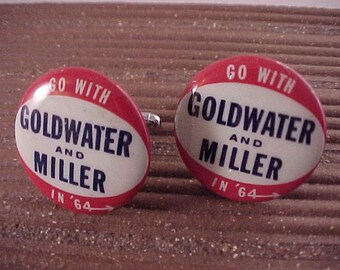 GO WITH
GOLDWATER
AND
MILLER
IN '64
GO WITH
GOLDWATER
AND
MILLER
IN '64